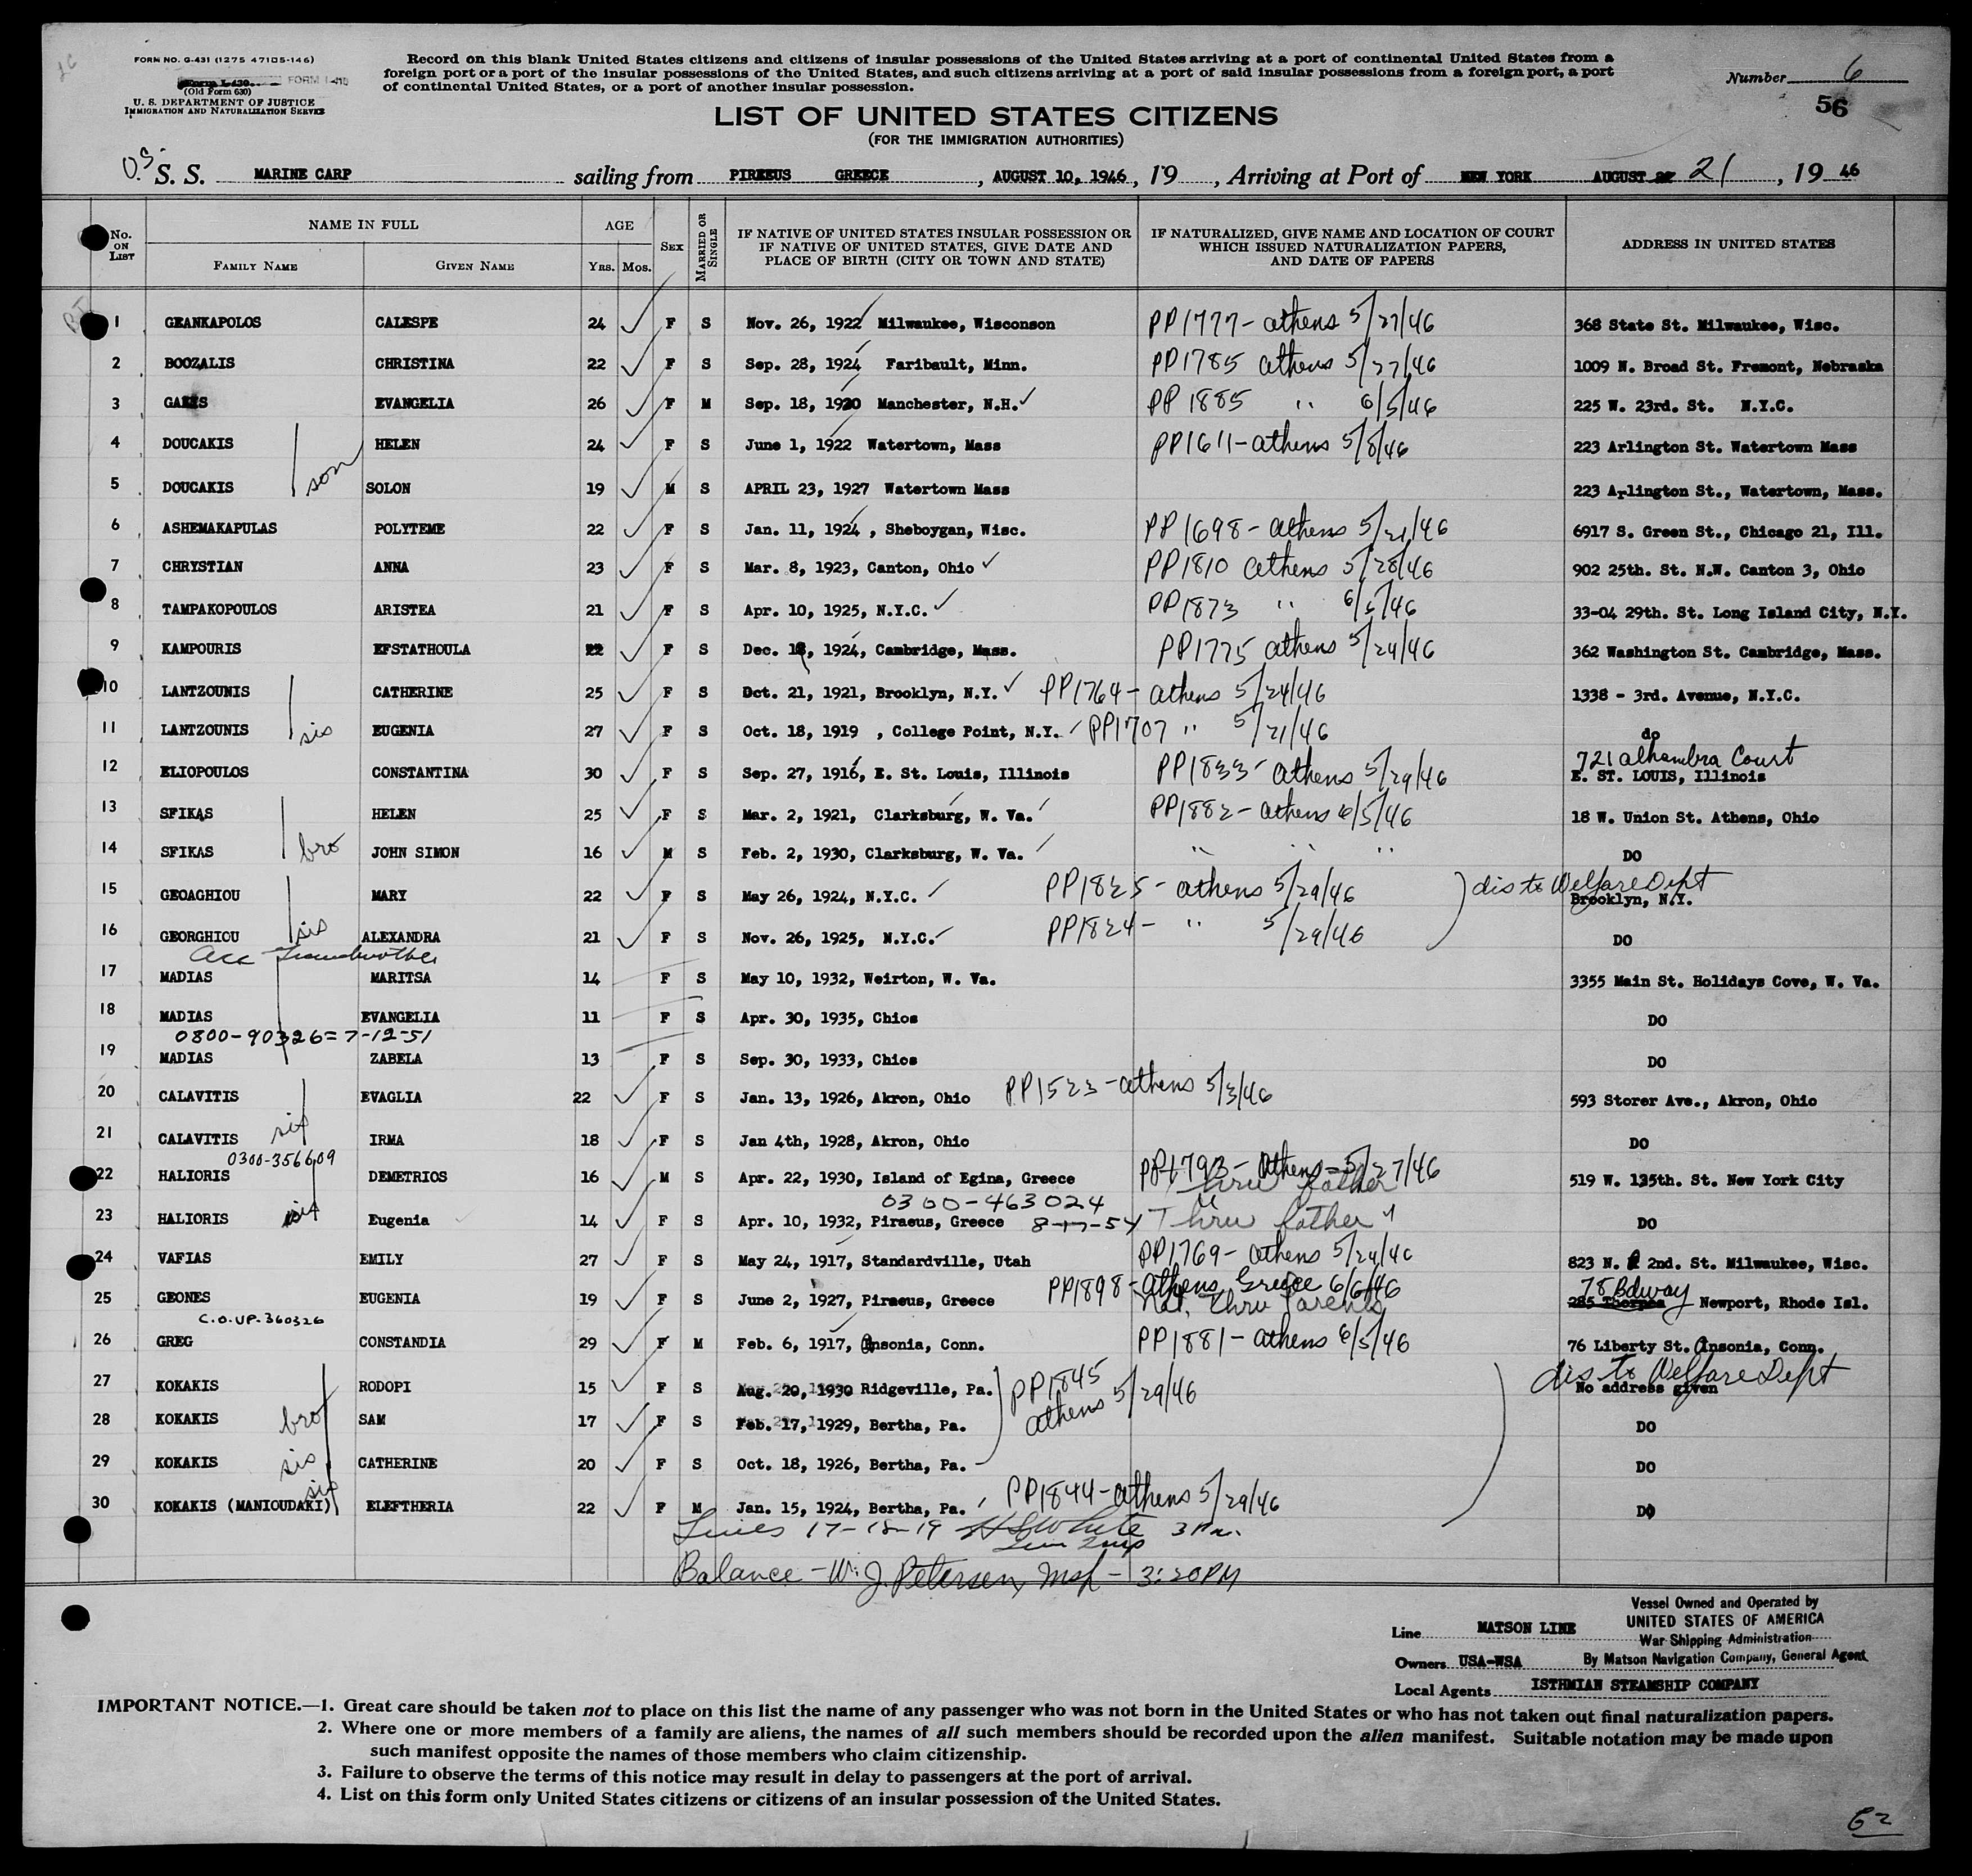 FORM NO. G-431 (1275 47105-146)
(Old Form 630)
U. S. DEPARTMENT OF JUSTICE
IMMIGRATION AND NATURALIZATION SERVICE
Record on this blank United States citizens and citizens of insular possessions of the United States arriving at a port of continental United States from a
foreign port or a port of the insular possessions of the United States, and such citizens arriving at a port of said insular possessions from a foreign port, a port
of continental United States, or a port of another insular possession.
Number 6
56
LIST OF UNITED STATES CITIZENS
(FOR THE IMMIGRATION AUTHORITIES)
U.S. S. S. MARINE CARP sailing from PIREEUS GREECE, AUGUST 10, 1946, 19 , Arriving at Port of NEW YORK AUGUST 21, 19 46
No. ON LIST NAME IN FULL AGE SEX MARRIED OR SINGLE IF NATIVE OF UNITED STATES INSULAR POSSESSION OR IF NATIVE OF UNITED STATES, GIVE DATE AND PLACE OF BIRTH (CITY OR TOWN AND STATE) IF NATURALIZED, GIVE NAME AND LOCATION OF COURT WHICH ISSUED NATURALIZATION PAPERS, AND DATE OF PAPERS ADDRESS IN UNITED STATES
FAMILY NAME GIVEN NAME YRS. MOS.
1 GEANKAPOLOS CALESPE 24 F S Nov. 26, 1922 Milwaukee, Wisconson PP1777- athens 5/27/46 368 State St. Milwaukee, Wisc.
2 BOOZALIS CHRISTINA 22 F S Sep. 28, 1924 Faribault, Minn. PP1785 athens 5/27/46 1009 N. Broad St. Fremont, Nebraska
3 EVANGELIA 26 F M Sep. 18, 1920 Manchester, N.H. PP 1885 " 6/5/46 225 W. 23rd. St. N.Y.C.
4 DOUCAKIS HELEN 24 F S June 1, 1922 Watertown, Mass PP1611-athens 5/8/46 223 Arlington St. Watertown Mass
5 DOUCAKIS son SOLON 19 M S APRIL 23, 1927 Watertown Mass 223 Arlington St., Watertown, Mass.
6 ASHEMAKAPULAS POLYTEME 22 F S Jan. 11, 1924 , Sheboygan, Wisc. PP1698- athens 5/21/46 6917 S. Green St., Chicago 21, Ill.
7 CHRYSTIAN ANNA 23 F S Mar. 8, 1923, Canton, Ohio PP1810 athens 5/28/46 902 25th. St. N.W. Canton 3, Ohio
8 TAMPAKOPOULOS ARISTEA 21 F S Apr. 10, 1925, N.Y.C. PP1873 " 6/5/46 33-04 29th. St. Long Island City, N.Y.
9 KAMPOURIS EFSTATHOULA 22 F S Dec. 18, 1924, Cambridge, Mass. PP1775 athens 5/24/46 362 Washington St. Cambridge, Mass.
10 LANTZOUNIS CATHERINE 25 F S Oct. 21, 1921, Brooklyn, N.Y. PP1764- athens 5/24/46 1338 - 3rd. Avenue, N.Y.C.
11 LANTZOUNIS sis EUGENIA 27 F S Oct. 18, 1919 , College Point, N.Y. PP1707 " 5/21/46 do
12 ELIOPOULOS CONSTANTINA 30 F S Sep. 27, 1916, E. St. Louis, Illinois PP1833- athens 5/29/46 721 alhambra Court E. ST. LOUIS, Illinois
13 SFIKAS HELEN 25 F S Mar. 2, 1921, Clarksburg, W. Va. PP1882- athens 6/5/46 18 W. Union St. Athens, Ohio
14 SFIKAS bro JOHN SIMON 16 M S Feb. 2, 1930, Clarksburg, W. Va. " " " DO
15 GEOAGHIOU MARY 22 F S May 26, 1924, N.Y.C. PP1825- athens 5/29/46 dis to Welfare Dept Brooklyn, N.Y.
16 GEORGHIOU sis ALEXANDRA 21 F S Nov. 26, 1925, N.Y.C. PP1824- " 5/29/46 DO
acc Grandmother
17 MADIAS MARITSA 14 F S May 10, 1932, Weirton, W. Va. 3355 Main St. Holidays Cove, W. Va.
18 MADIAS EVANGELIA 11 F S Apr. 30, 1935, Chios DO
0800-90326=7-12-51
19 MADIAS ZABELA 13 F S Sep. 30, 1933, Chios DO
20 CALAVITIS EVAGLIA 22 F S Jan. 13, 1926, Akron, Ohio PP1523-athens 5/3/46 593 Storer Ave., Akron, Ohio
21 CALAVITIS sis IRMA 18 F S Jan 4th, 1928, Akron, Ohio DO
0300-356609
22 HALIORIS DEMETRIOS 16 M S Apr. 22, 1930, Island of Egina, Greece PP1793- Athens-5/27/46 Thru father 519 W. 135th. St. New York City
0300-463024
23 HALIORIS sis Eugenia 14 F S Apr. 10, 1932, Piraeus, Greece 8-17-54 Thru father " DO
24 VAFIAS EMILY 27 F S May 24, 1917, Standardville, Utah PP1769- athens 5/24/46 823 N. 2nd. St. Milwaukee, Wisc.
25 GEONES EUGENIA 19 F S June 2, 1927, Piraeus, Greece PP1898- Athens, Greece 6/6/46 Nat. Thru Parents 78 Bdway Newport, Rhode Isl.
C.O.UP.360326
26 GREG CONSTANDIA 29 F M Feb. 6, 1917, Ansonia, Conn. PP1881- athens 6/5/46 76 Liberty St. Ansonia, Conn.
27 KOKAKIS RODOPI 15 F S Aug. 20, 1930 Ridgeville, Pa. PP1845 athens 5/29/46 dis to Welfare Dept No address given
28 KOKAKIS bro SAM 17 F S Feb. 17, 1929, Bertha, Pa. DO
29 KOKAKIS sis CATHERINE 20 F S Oct. 18, 1926, Bertha, Pa. DO
30 KOKAKIS (MANIOUDAKI) sis ELEFTHERIA 22 F M Jan. 15, 1924, Bertha, Pa. PP1844-athens 5/29/46 DO
Lines 17-18-19 White
Balance - W. J. Petersen, Insp - 3:20PM
Vessel Owned and Operated by
Line MATSON LINE UNITED STATES OF AMERICA
War Shipping Administration
Owners USA-WSA By Matson Navigation Company, General Agent
Local Agents ISTHMIAN STEAMSHIP COMPANY
IMPORTANT NOTICE.—1. Great care should be taken not to place on this list the name of any passenger who was not born in the United States or who has not taken out final naturalization papers.
2. Where one or more members of a family are aliens, the names of all such members should be recorded upon the alien manifest. Suitable notation may be made upon
such manifest opposite the names of those members who claim citizenship.
3. Failure to observe the terms of this notice may result in delay to passengers at the port of arrival.
4. List on this form only United States citizens or citizens of an insular possession of the United States.